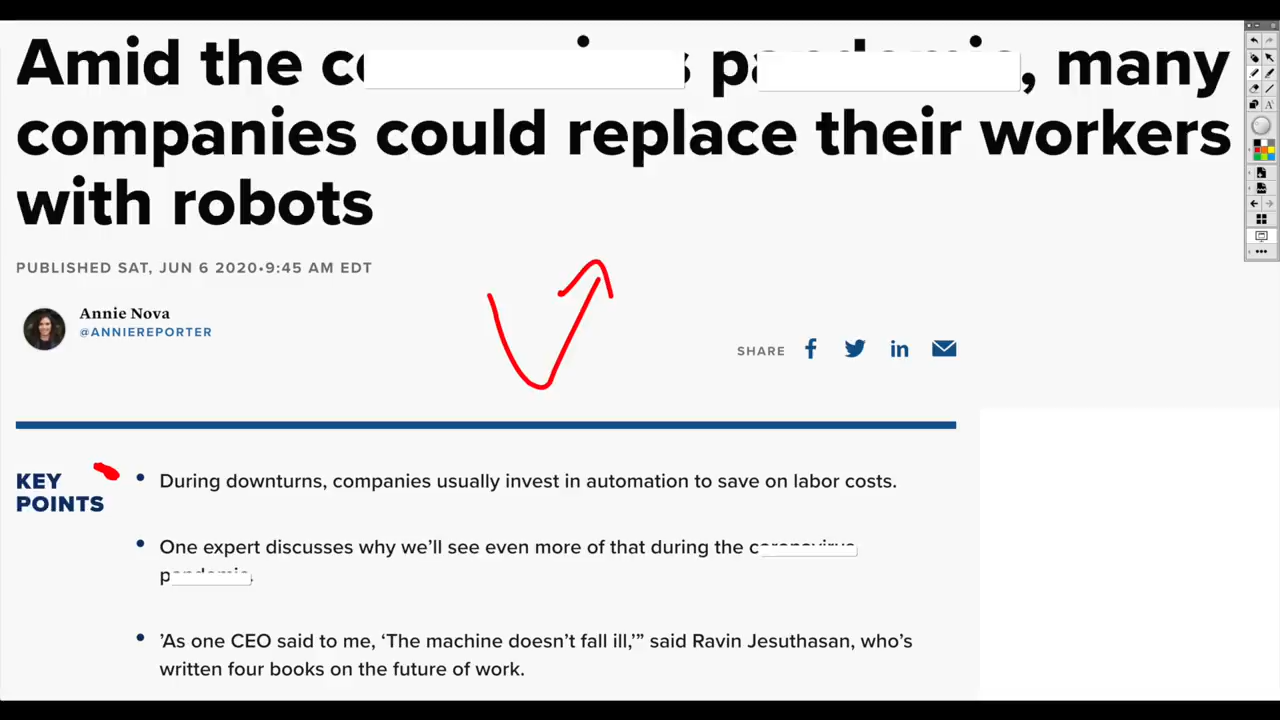 Amid the c s pandemic, many
companies could replace their workers
with robots
PUBLISHED SAT, JUN 6 2020•9:45 AM EDT
Annie Nova
@ANNIEREPORTER
SHARE
KEY
POINTS
• During downturns, companies usually invest in automation to save on labor costs.
• One expert discusses why we’ll see even more of that during the coronavirus
pandemic.
• ’As one CEO said to me, ‘The machine doesn’t fall ill,’” said Ravin Jesuthasan, who’s
written four books on the future of work.